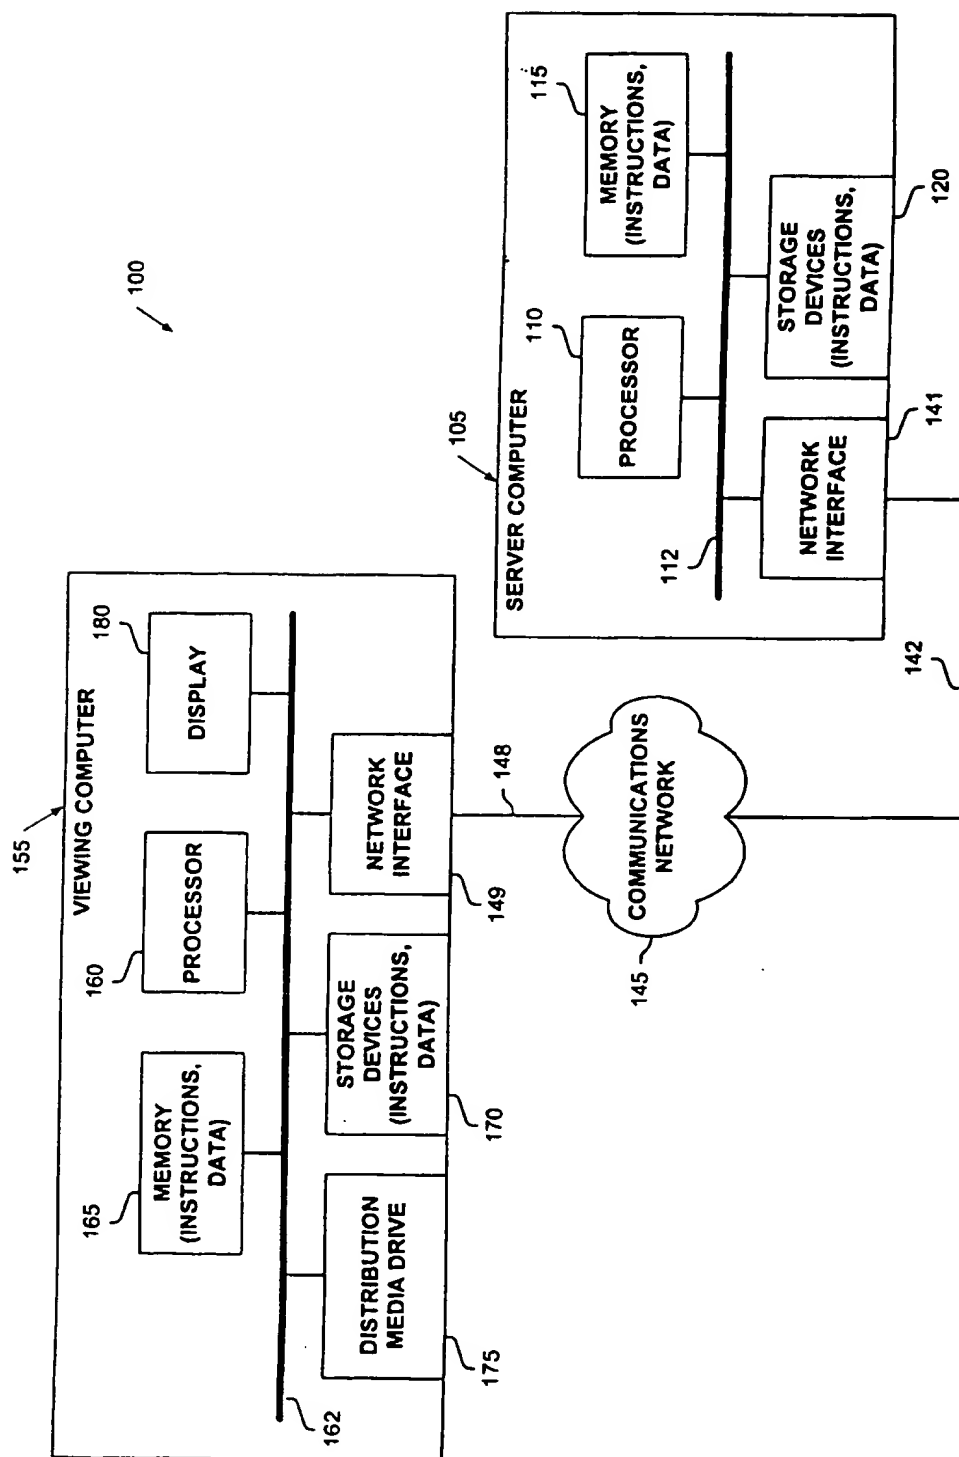 100
155
VIEWING COMPUTER
165
MEMORY
(INSTRUCTIONS,
DATA)
160
PROCESSOR
180
DISPLAY
162
DISTRIBUTION
MEDIA DRIVE
175
STORAGE
DEVICES
(INSTRUCTIONS,
DATA)
170
NETWORK
INTERFACE
149
148
COMMUNICATIONS
NETWORK
145
142
105
SERVER COMPUTER
110
PROCESSOR
115
MEMORY
(INSTRUCTIONS,
DATA)
112
NETWORK
INTERFACE
141
STORAGE
DEVICES
(INSTRUCTIONS,
DATA)
120